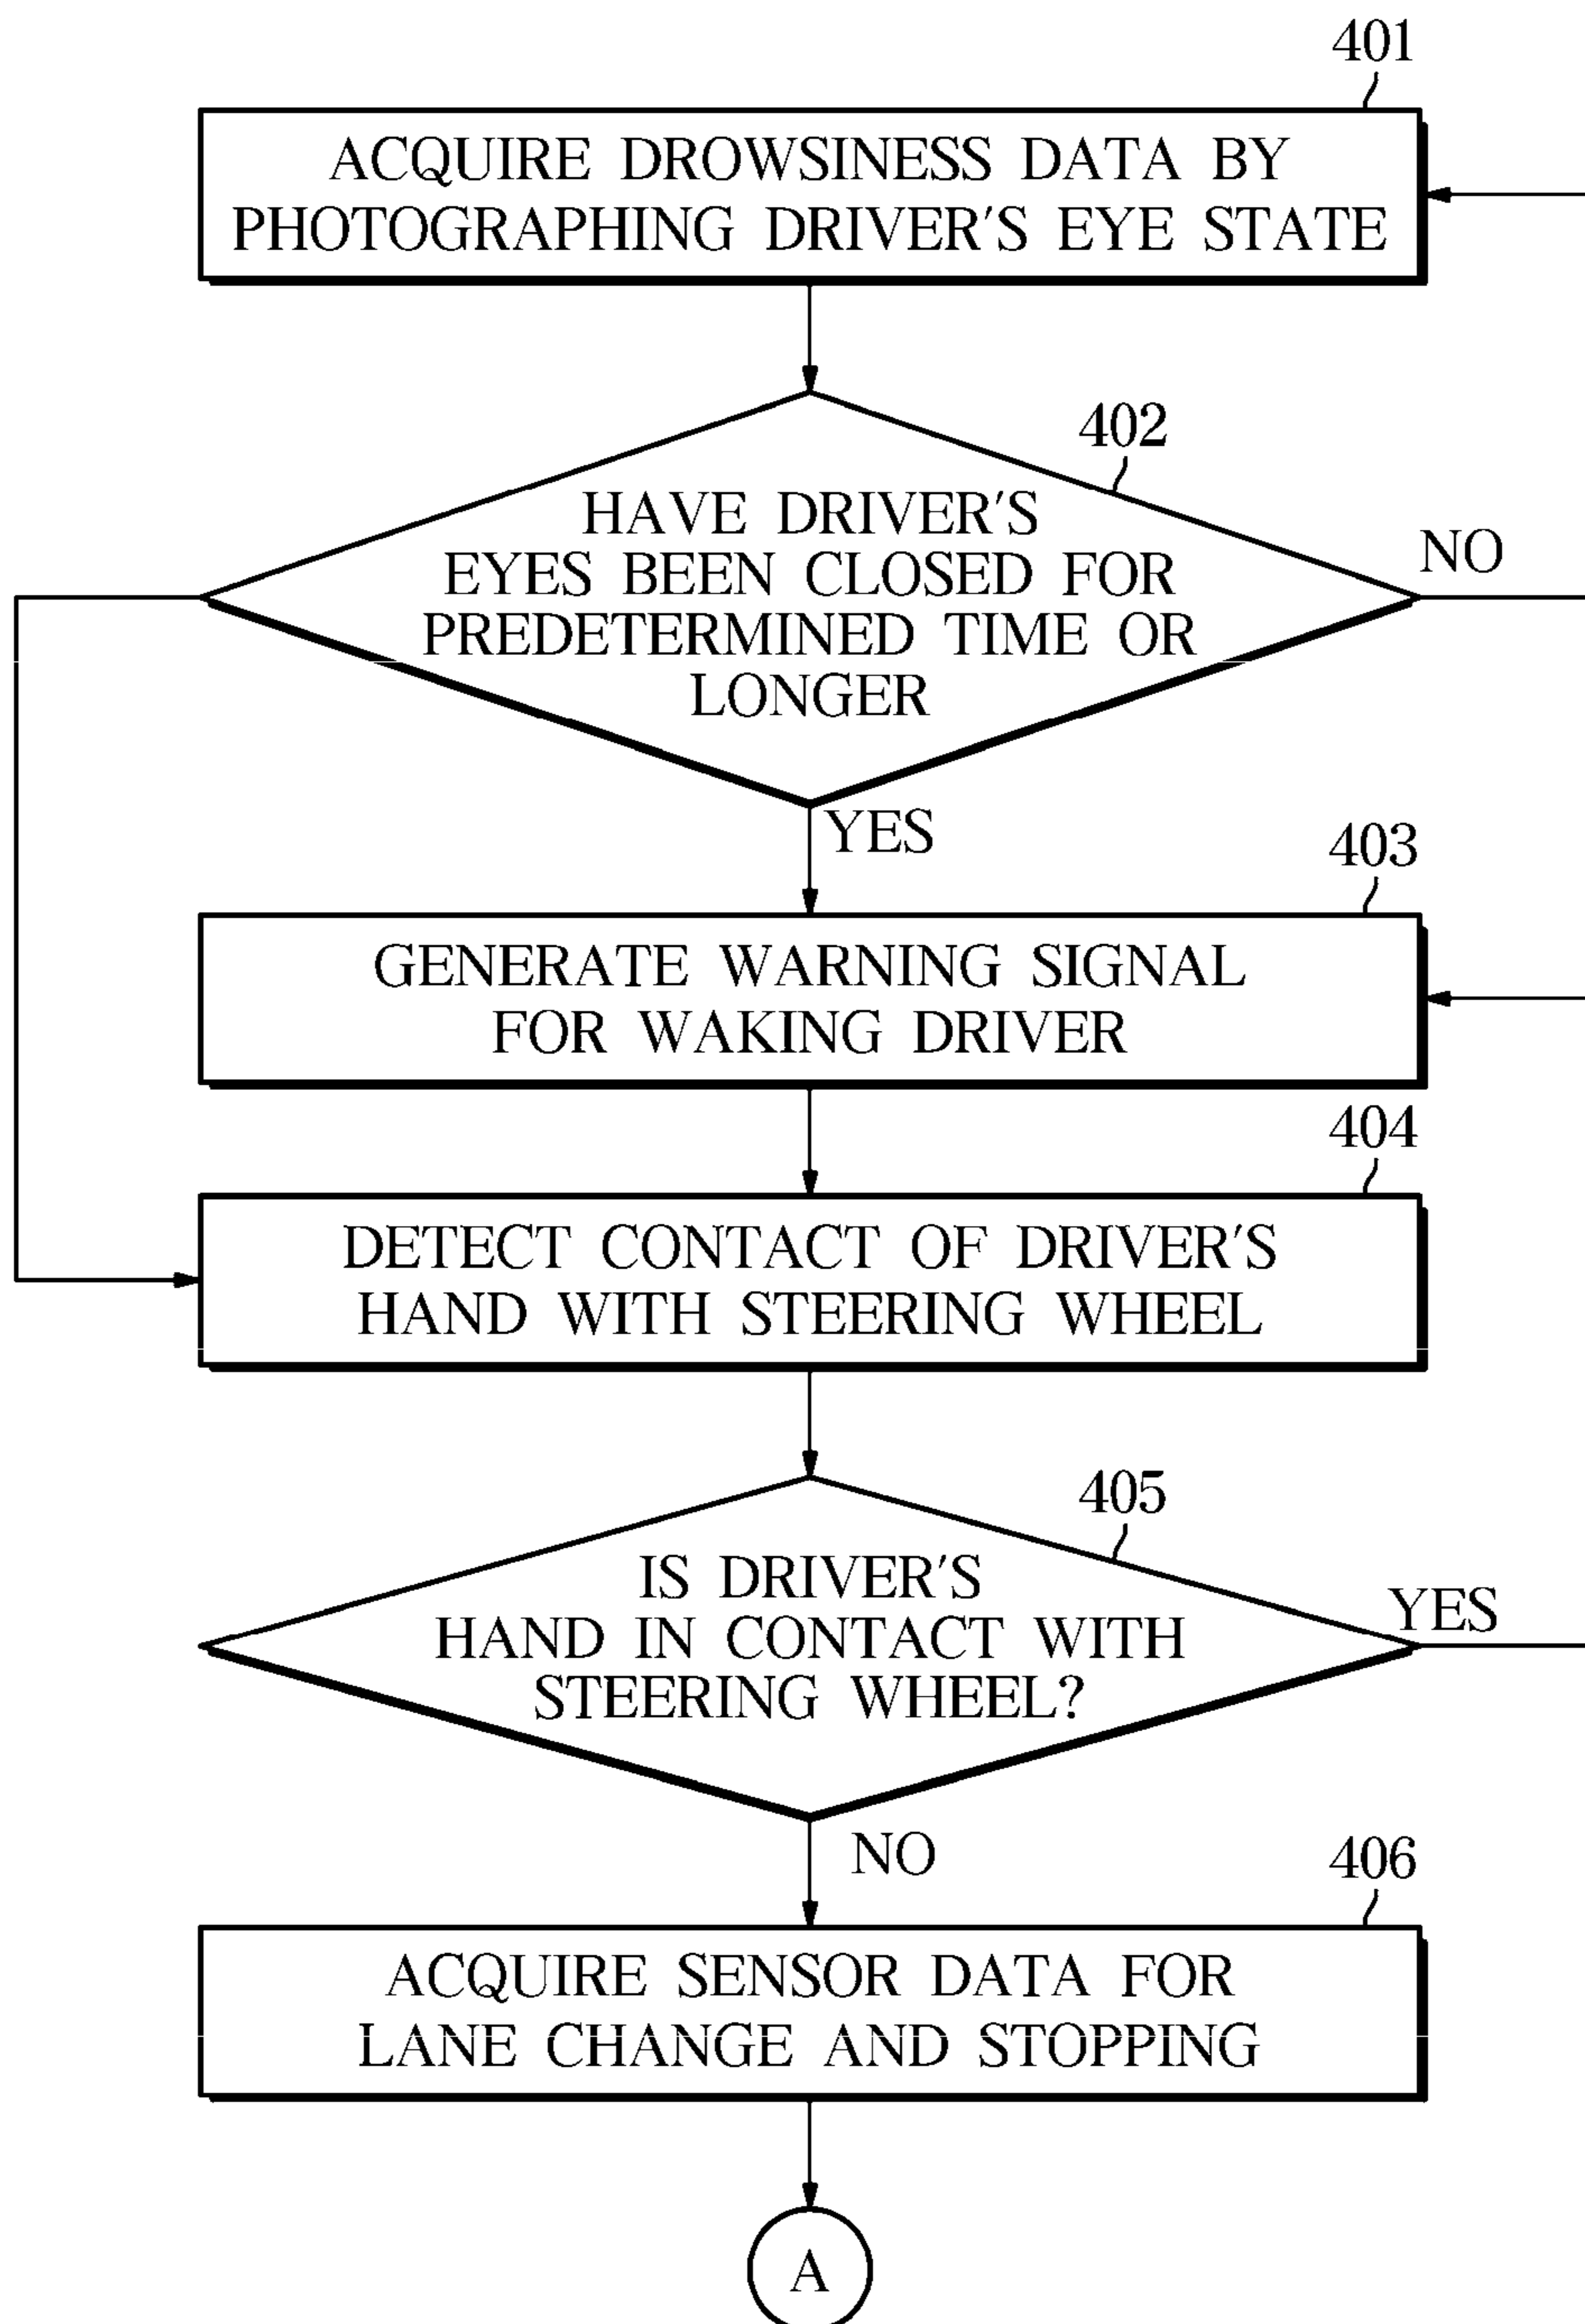 401
ACQUIRE DROWSINESS DATA BY
PHOTOGRAPHING DRIVER'S EYE STATE
402
HAVE DRIVER'S
EYES BEEN CLOSED FOR
PREDETERMINED TIME OR
LONGER
NO
YES
403
GENERATE WARNING SIGNAL
FOR WAKING DRIVER
404
DETECT CONTACT OF DRIVER'S
HAND WITH STEERING WHEEL
405
IS DRIVER'S
HAND IN CONTACT WITH
STEERING WHEEL?
YES
NO
406
ACQUIRE SENSOR DATA FOR
LANE CHANGE AND STOPPING
A